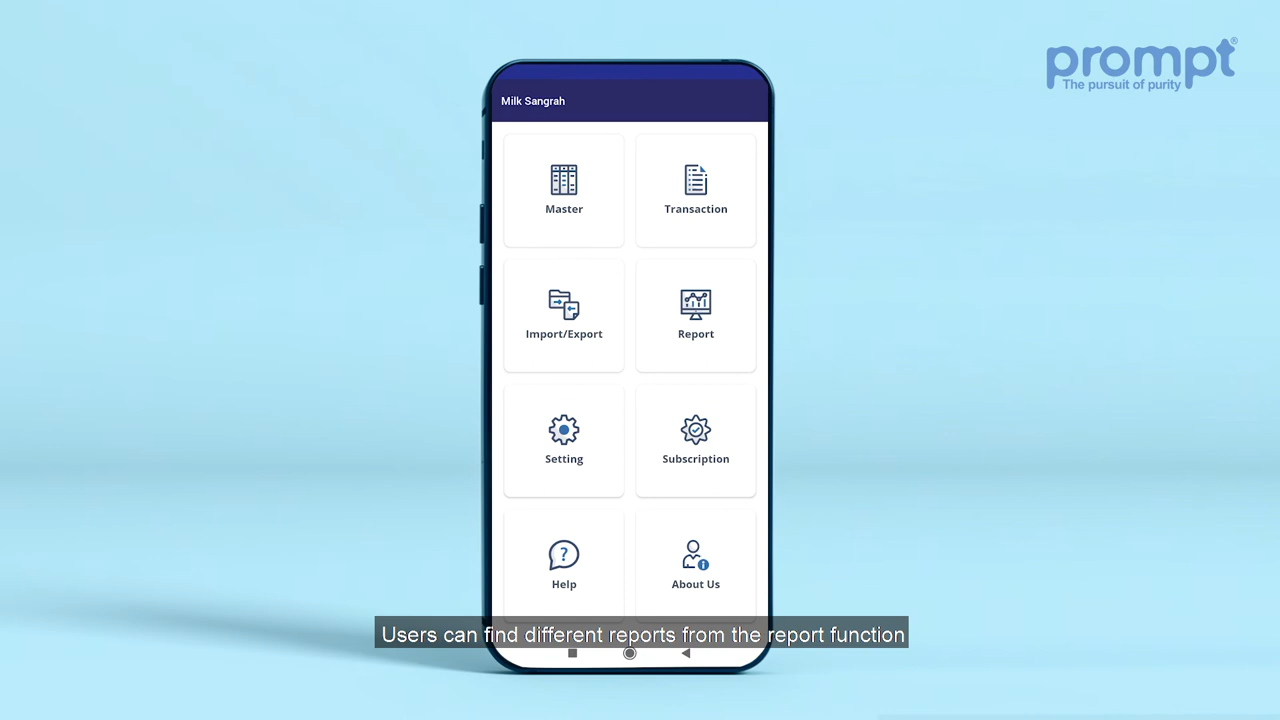 prompt®
The pursuit of purity
Milk Sangrah
Master
Transaction
Import/Export
Report
Setting
Subscription
?
Help
i
About Us
Users can find different reports from the report function